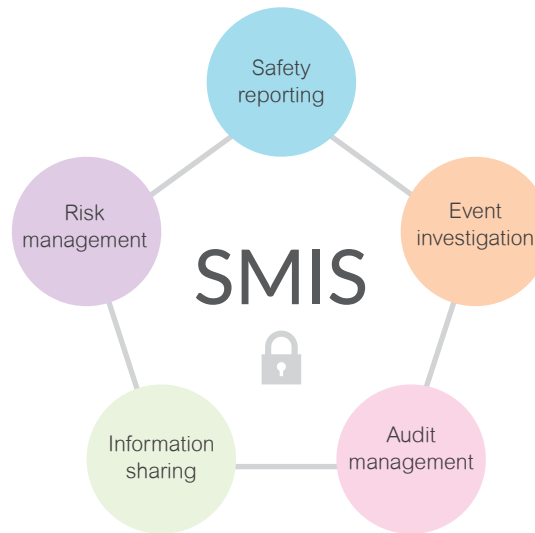 Safety
reporting
Event
investigation
Risk
management
SMIS
Information
sharing
Audit
management